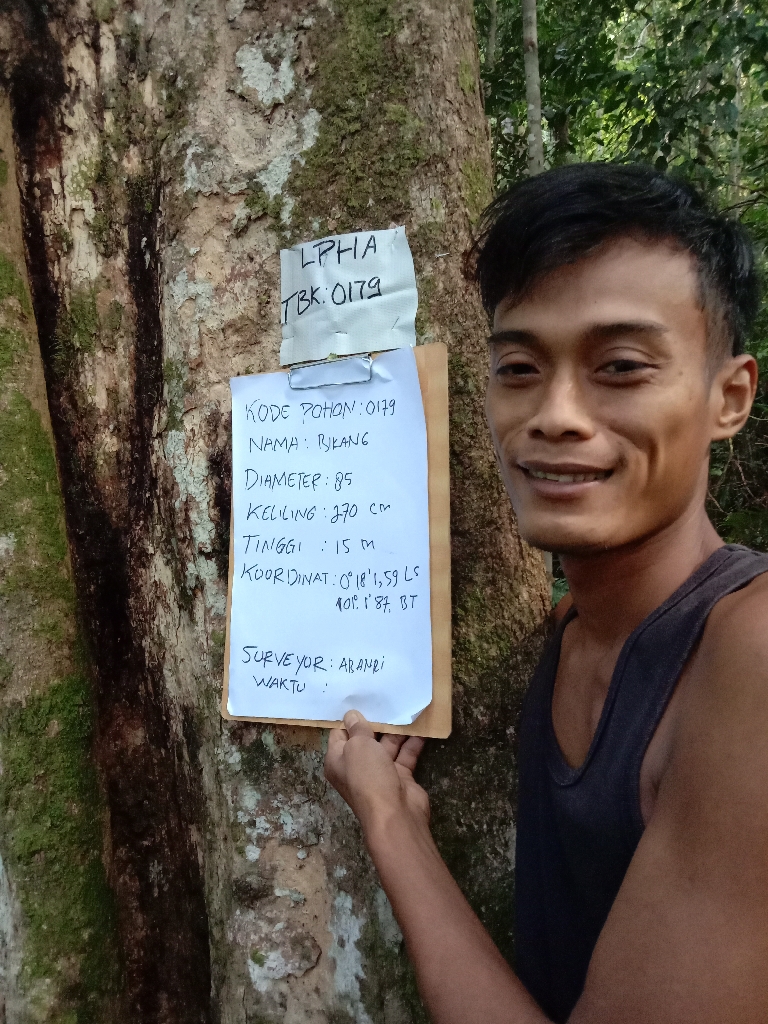 LPHA
TBK: 0179
KODE POHON: 0179
NAMA: BIKANG
DIAMETER: 85
KELILING: 270 CM
TINGGI : 15 M
KOORDINAT: 0° 18' 1,59 LS
101°. 1' 87, BT
SURVEYOR: ABANRI
WAKTU :